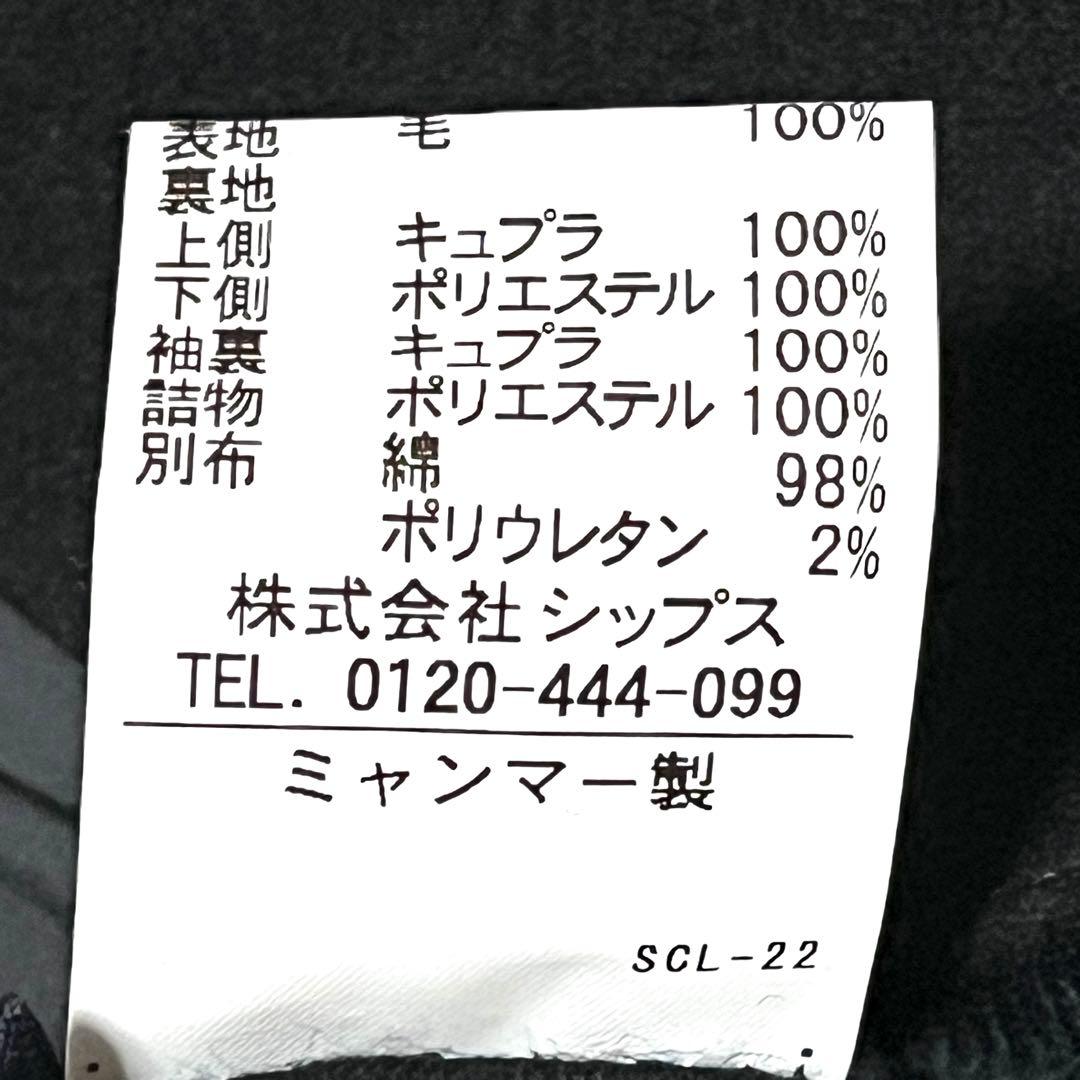 表地 毛 100%
裏地
上側 キュプラ 100%
下側 ポリエステル 100%
袖裏 キュプラ 100%
詰物 ポリエステル 100%
別布 綿 98%
ポリウレタン 2%
株式会社シップス
TEL. 0120-444-099
ミャンマー製
SCL-22